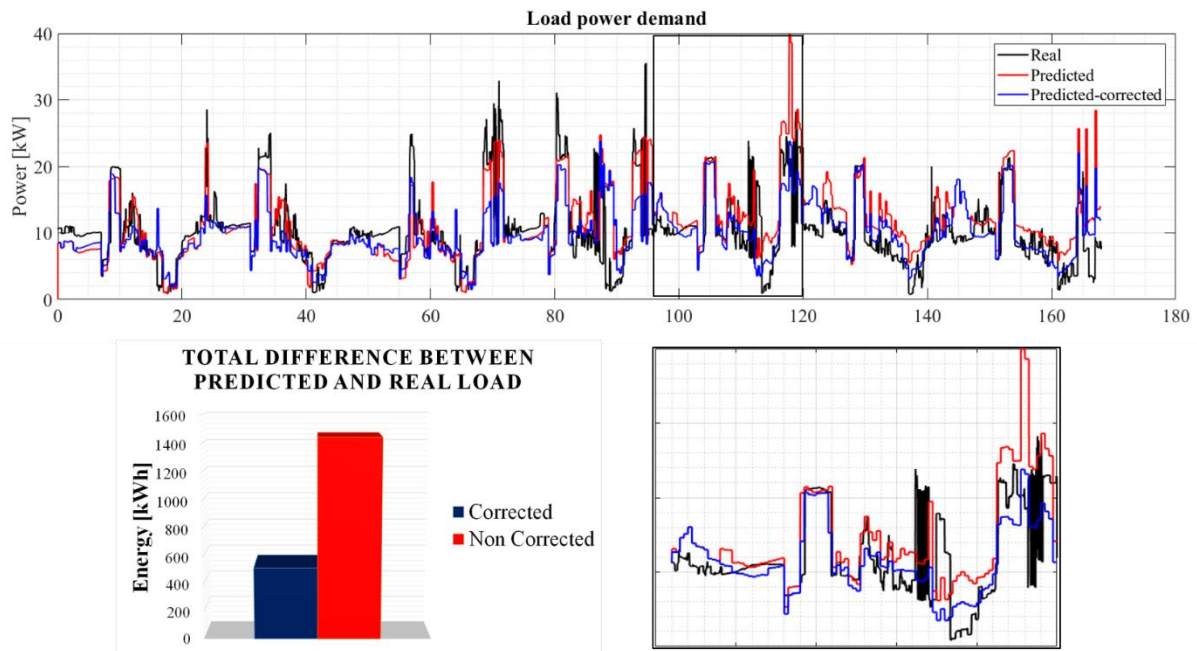 Load power demand
40
30
20
10
0
Power [kW]
Real
Predicted
Predicted-corrected
0 20 40 60 80 100 120 140 160 180
TOTAL DIFFERENCE BETWEEN
PREDICTED AND REAL LOAD
1600
1400
1200
1000
800
600
400
200
0
Energy [kWh]
Corrected
Non Corrected